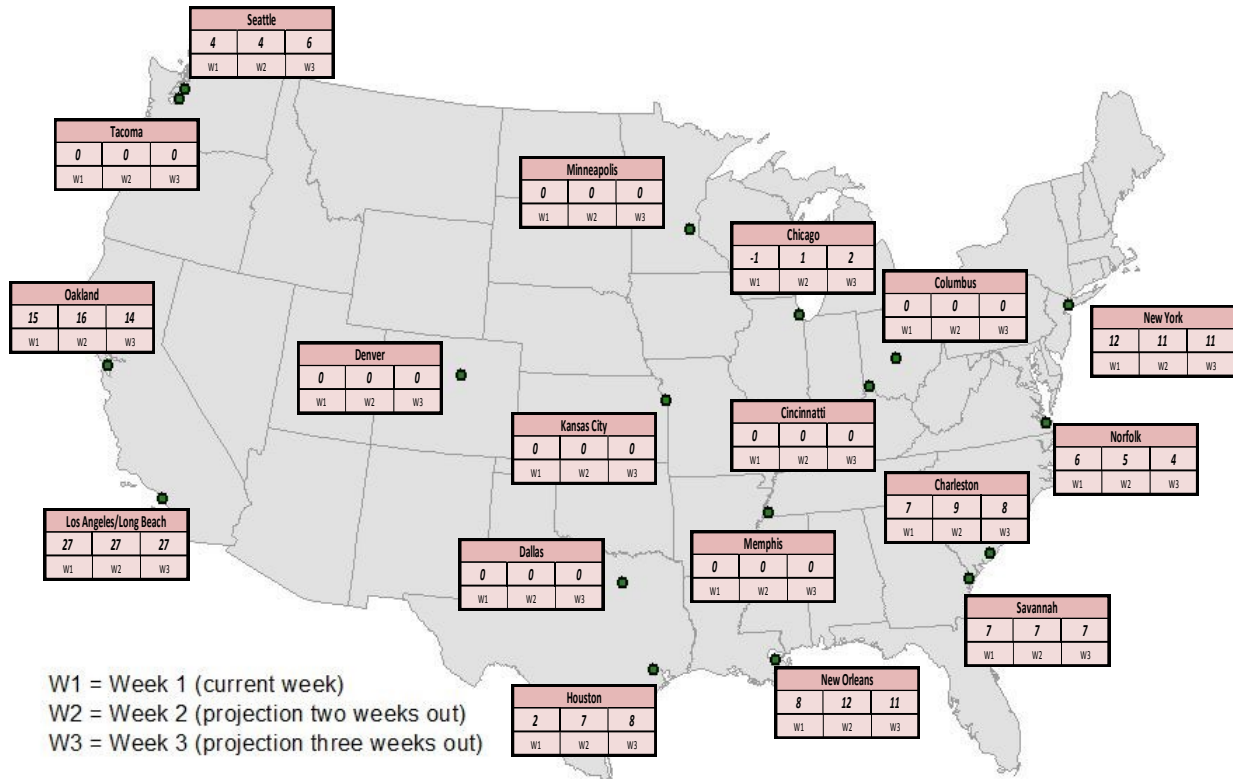 Seattle
4 4 6
W1 W2 W3
Tacoma
0 0 0
W1 W2 W3
Minneapolis
0 0 0
W1 W2 W3
Chicago
-1 1 2
W1 W2 W3
Columbus
0 0 0
W1 W2 W3
Oakland
15 16 14
W1 W2 W3
New York
12 11 11
W1 W2 W3
Denver
0 0 0
W1 W2 W3
Kansas City
0 0 0
W1 W2 W3
Cincinnatti
0 0 0
W1 W2 W3
Norfolk
6 5 4
W1 W2 W3
Charleston
7 9 8
W1 W2 W3
Los Angeles/Long Beach
27 27 27
W1 W2 W3
Dallas
0 0 0
W1 W2 W3
Memphis
0 0 0
W1 W2 W3
Savannah
7 7 7
W1 W2 W3
New Orleans
8 12 11
W1 W2 W3
Houston
2 7 8
W1 W2 W3
W1 = Week 1 (current week)
W2 = Week 2 (projection two weeks out)
W3 = Week 3 (projection three weeks out)